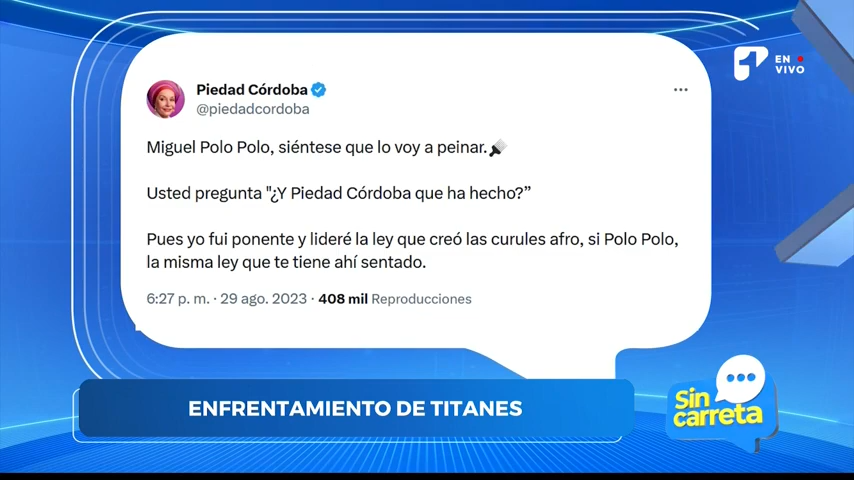 Piedad Córdoba
@piedadcordoba
Miguel Polo Polo, siéntese que lo voy a peinar.
Usted pregunta "¿Y Piedad Córdoba que ha hecho?”
Pues yo fui ponente y lideré la ley que creó las curules afro, si Polo Polo,
la misma ley que te tiene ahí sentado.
6:27 p. m. · 29 ago. 2023 · 408 mil Reproducciones
1 EN VIVO
ENFRENTAMIENTO DE TITANES
Sin
carreta